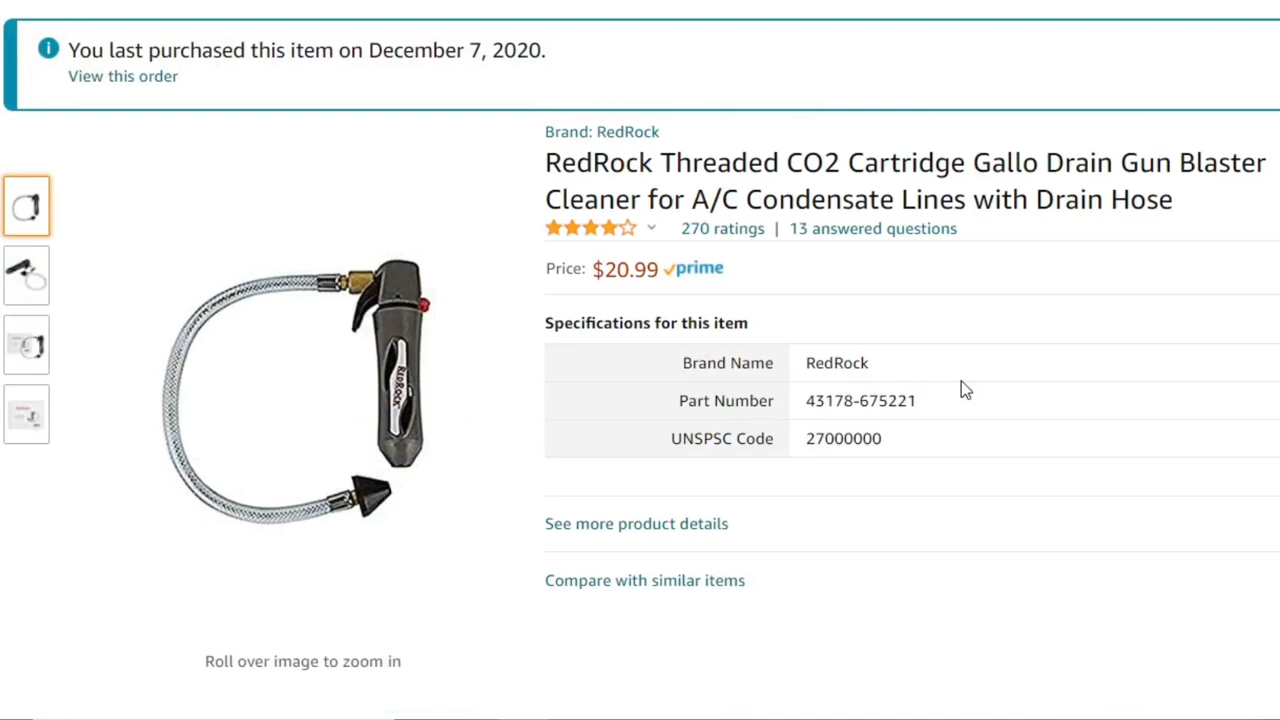 You last purchased this item on December 7, 2020.
View this order
Brand: RedRock
RedRock Threaded CO2 Cartridge Gallo Drain Gun Blaster
Cleaner for A/C Condensate Lines with Drain Hose
270 ratings | 13 answered questions
Price: $20.99 prime
Specifications for this item
Brand Name RedRock
Part Number 43178-675221
UNSPSC Code 27000000
See more product details
Compare with similar items
REDROCK
Roll over image to zoom in